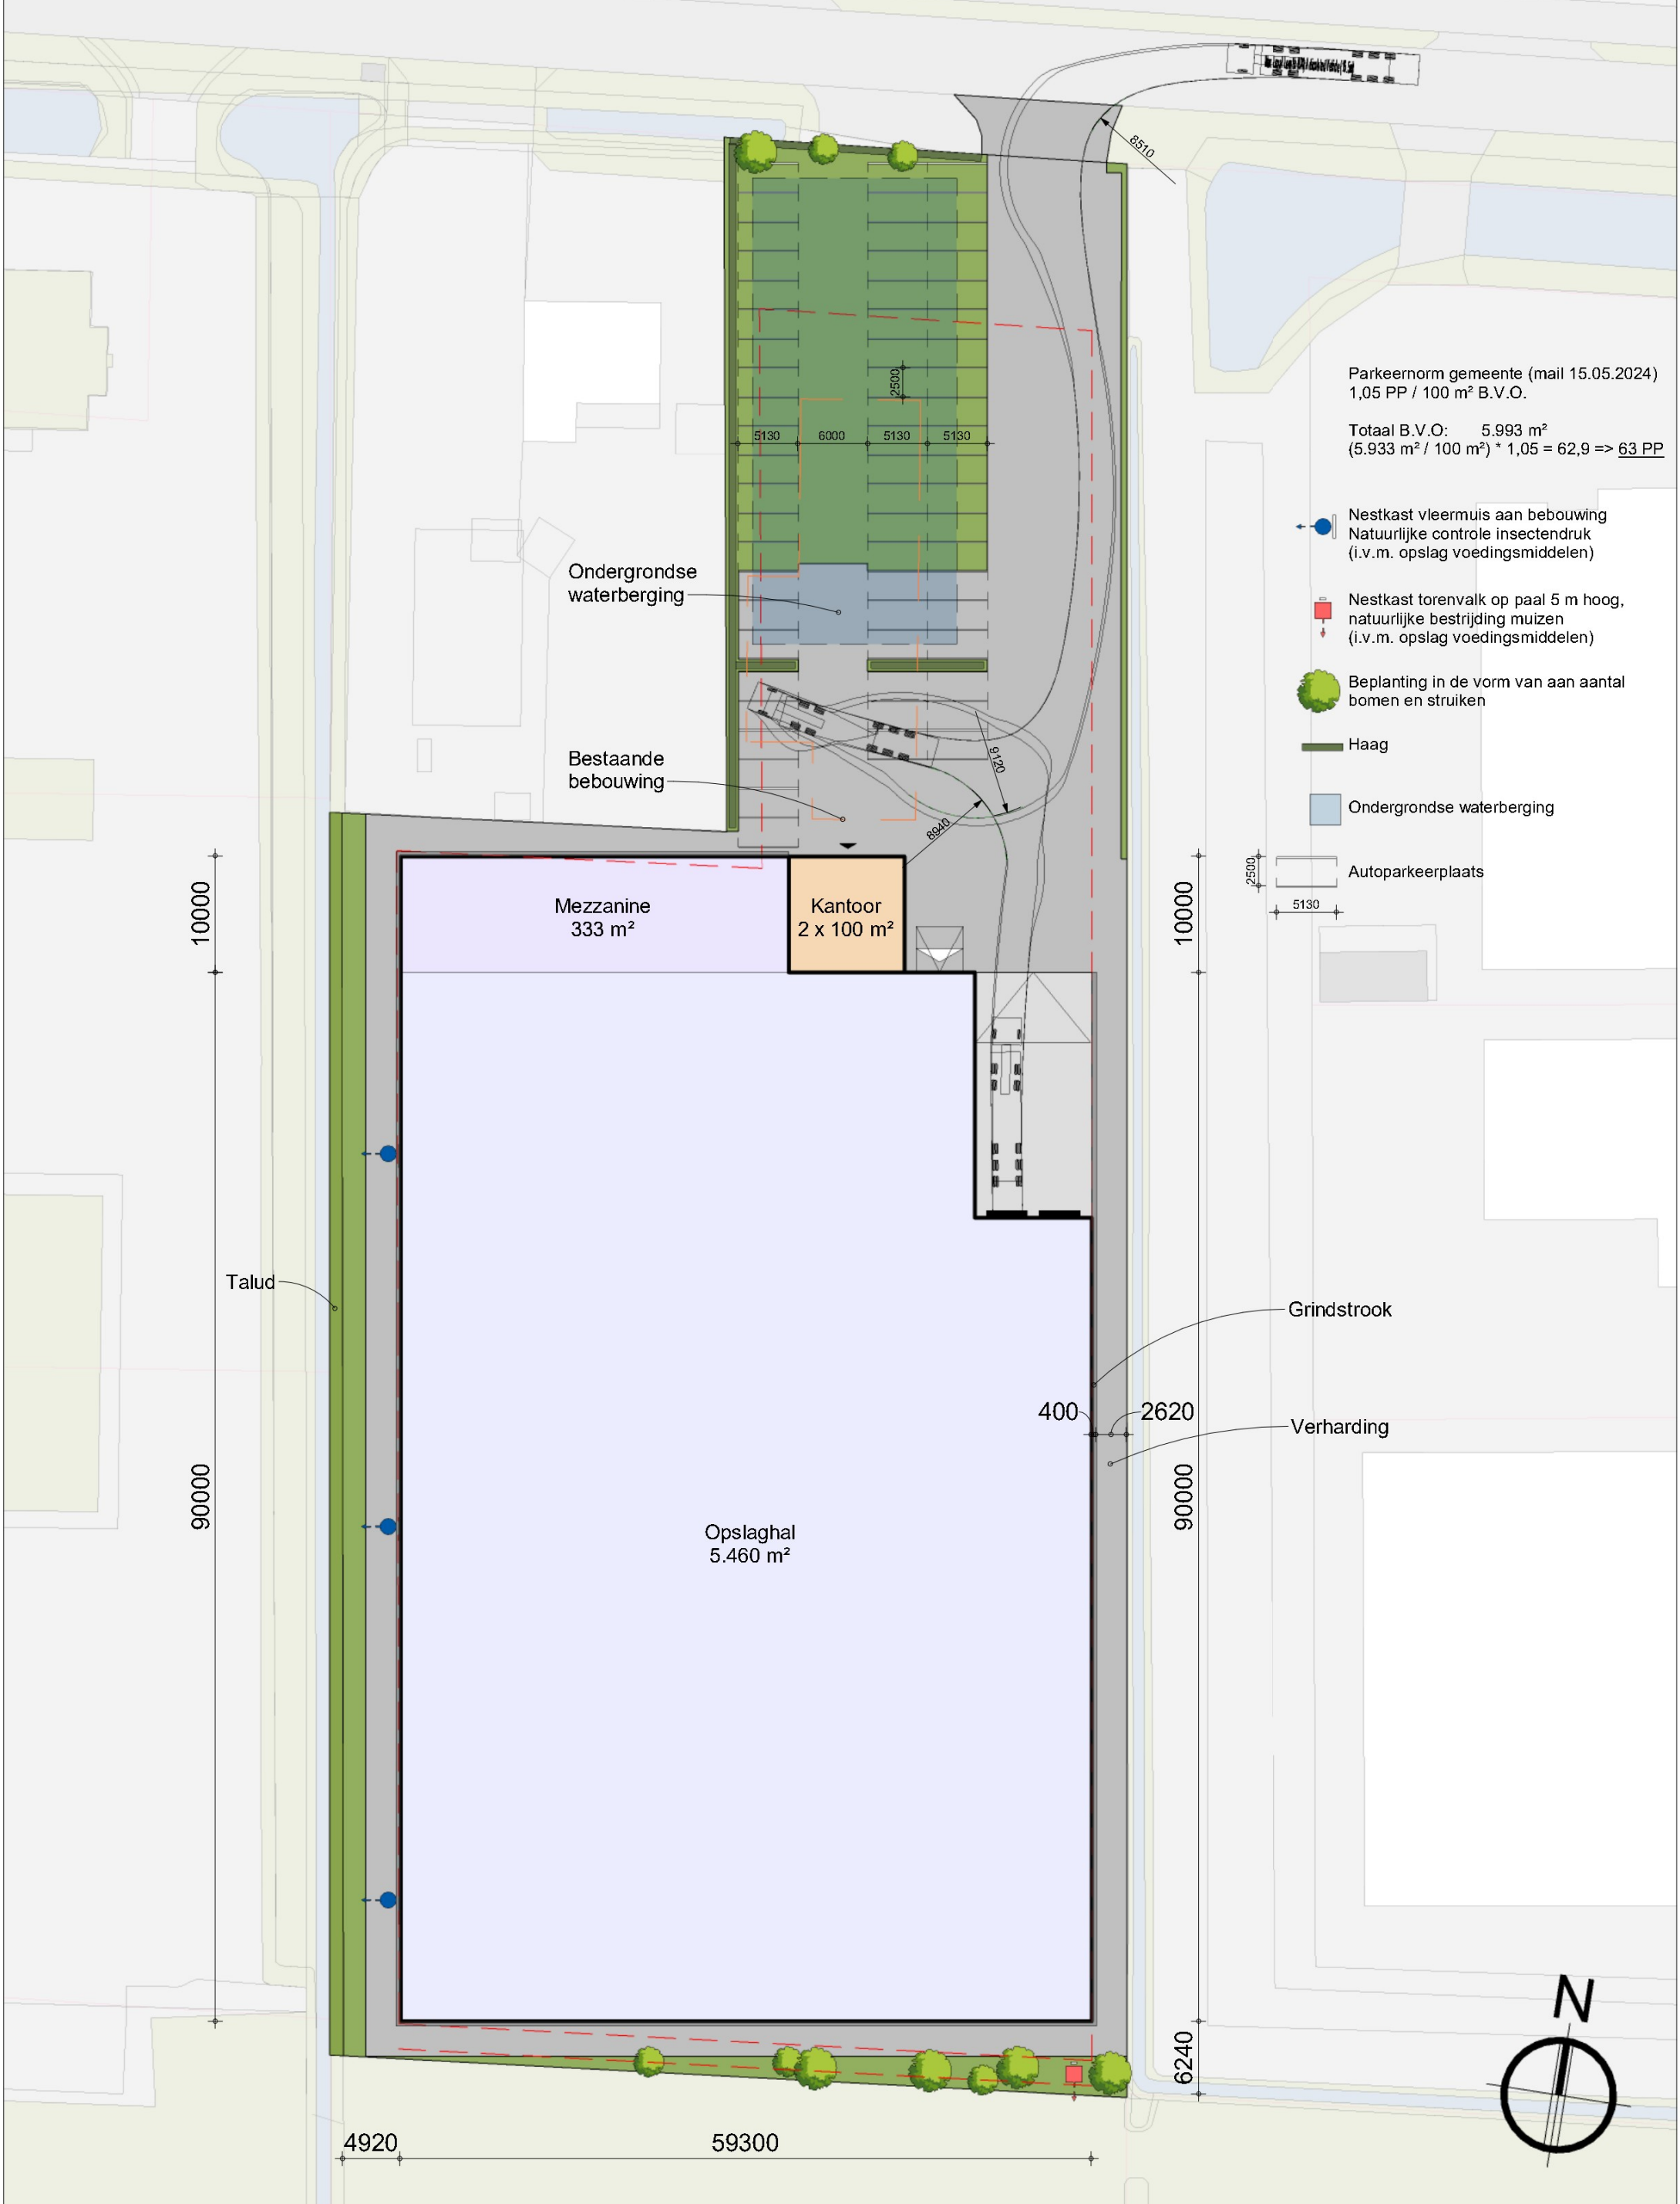 8510
Parkeernorm gemeente (mail 15.05.2024)
1,05 PP / 100 m² B.V.O.
Totaal B.V.O: 5.993 m²
(5.933 m² / 100 m²) * 1,05 = 62,9 => 63 PP
2500
5130 6000 5130 5130
Nestkast vleermuis aan bebouwing
Natuurlijke controle insectendruk
(i.v.m. opslag voedingsmiddelen)
Ondergrondse
waterberging
Nestkast torenvalk op paal 5 m hoog,
natuurlijke bestrijding muizen
(i.v.m. opslag voedingsmiddelen)
Beplanting in de vorm van aan aantal
bomen en struiken
Haag
Bestaande
bebouwing
9120
8940
Ondergrondse waterberging
2500
Autoparkeerplaats
5130
10000
Mezzanine
333 m²
Kantoor
2 x 100 m²
10000
Talud
Grindstrook
400
2620
Verharding
90000
90000
Opslaghal
5.460 m²
N
6240
4920
59300